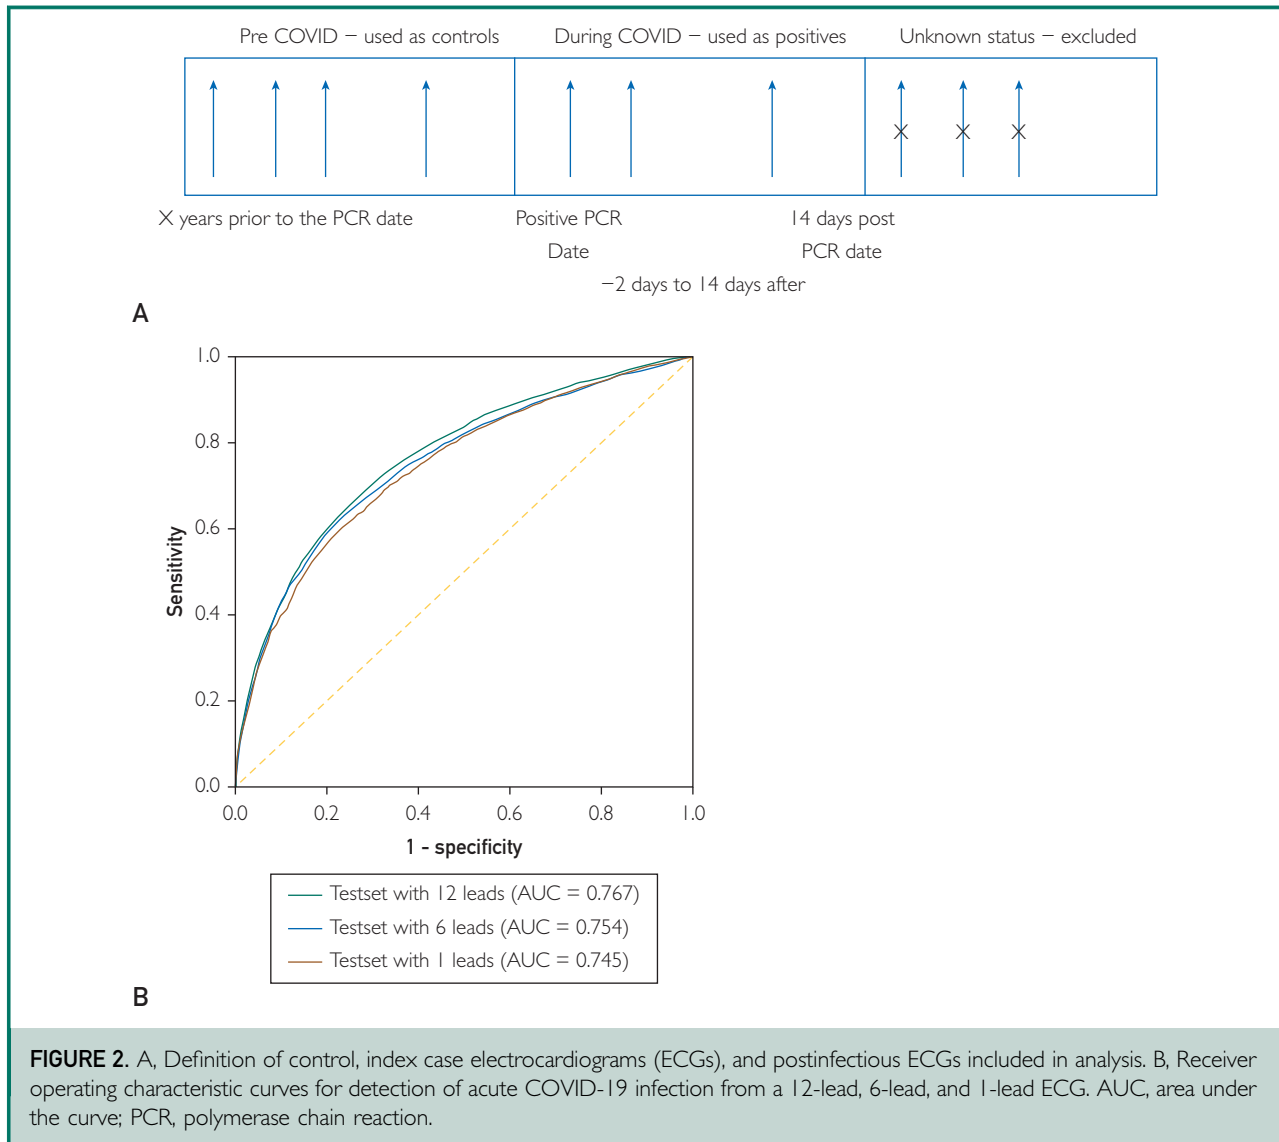 Pre COVID – used as controls
During COVID – used as positives
Unknown status – excluded
X years prior to the PCR date
Positive PCR
Date
14 days post
PCR date
−2 days to 14 days after
A
1.0
0.8
0.6
0.4
0.2
0.0
Sensitivity
0.0 0.2 0.4 0.6 0.8 1.0
1 - specificity
Testset with 12 leads (AUC = 0.767)
Testset with 6 leads (AUC = 0.754)
Testset with 1 leads (AUC = 0.745)
B
FIGURE 2. A, Definition of control, index case electrocardiograms (ECGs), and postinfectious ECGs included in analysis. B, Receiver
operating characteristic curves for detection of acute COVID-19 infection from a 12-lead, 6-lead, and 1-lead ECG. AUC, area under
the curve; PCR, polymerase chain reaction.